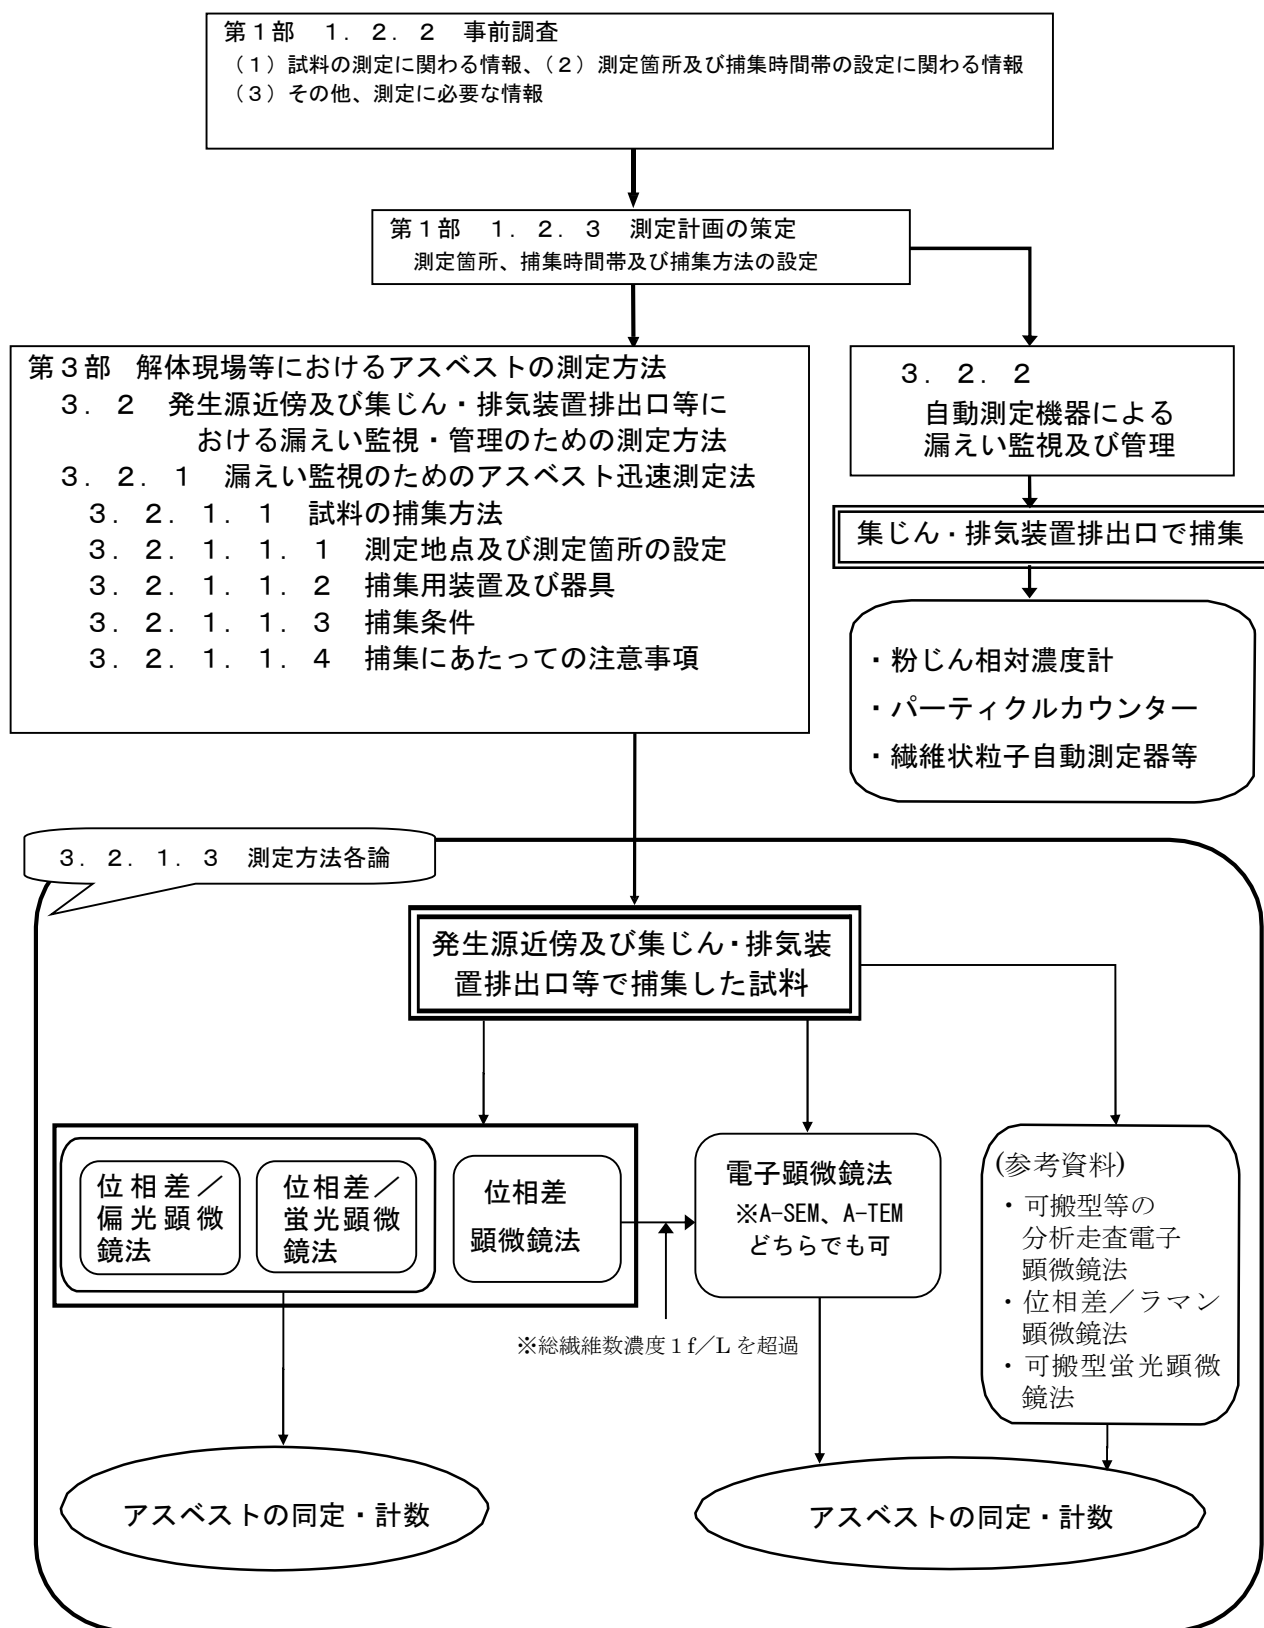 第１部　１．２．２　事前調査
（１）試料の測定に関わる情報、（２）測定箇所及び捕集時間帯の設定に関わる情報
（３）その他、測定に必要な情報
第１部　１．２．３　測定計画の策定
測定箇所、捕集時間帯及び捕集方法の設定
第３部　解体現場等におけるアスベストの測定方法
３．２　発生源近傍及び集じん・排気装置排出口等に
おける漏えい監視・管理のための測定方法
３．２．１　漏えい監視のためのアスベスト迅速測定法
３．２．１．１　試料の捕集方法
３．２．１．１．１　測定地点及び測定箇所の設定
３．２．１．１．２　捕集用装置及び器具
３．２．１．１．３　捕集条件
３．２．１．１．４　捕集にあたっての注意事項
３．２．２
自動測定機器による
漏えい監視及び管理
集じん・排気装置排出口で捕集
・粉じん相対濃度計
・パーティクルカウンター
・繊維状粒子自動測定器等
３．２．１．３　測定方法各論
発生源近傍及び集じん・排気装
置排出口等で捕集した試料
位相差／
偏光顕微
鏡法
位相差／
蛍光顕微
鏡法
位相差
顕微鏡法
電子顕微鏡法
※A-SEM、A-TEM
どちらでも可
(参考資料)
・可搬型等の
分析走査電子
顕微鏡法
・位相差／ラマン
顕微鏡法
・可搬型蛍光顕微
鏡法
※総繊維数濃度１f／L を超過
アスベストの同定・計数
アスベストの同定・計数